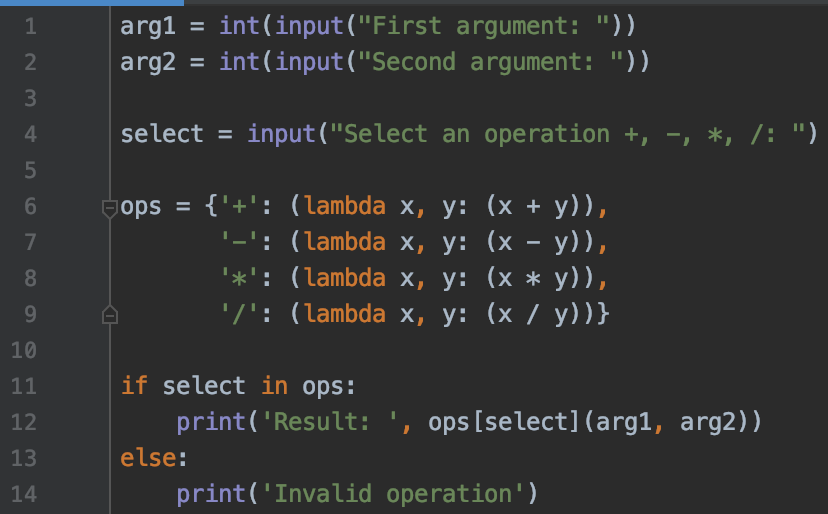 1 arg1 = int(input("First argument: "))
2 arg2 = int(input("Second argument: "))
3
4 select = input("Select an operation +, -, *, /: ")
5
6 ops = {'+': (lambda x, y: (x + y)),
7        '-': (lambda x, y: (x - y)),
8        '*': (lambda x, y: (x * y)),
9        '/': (lambda x, y: (x / y))}
10
11 if select in ops:
12     print('Result: ', ops[select](arg1, arg2))
13 else:
14     print('Invalid operation')